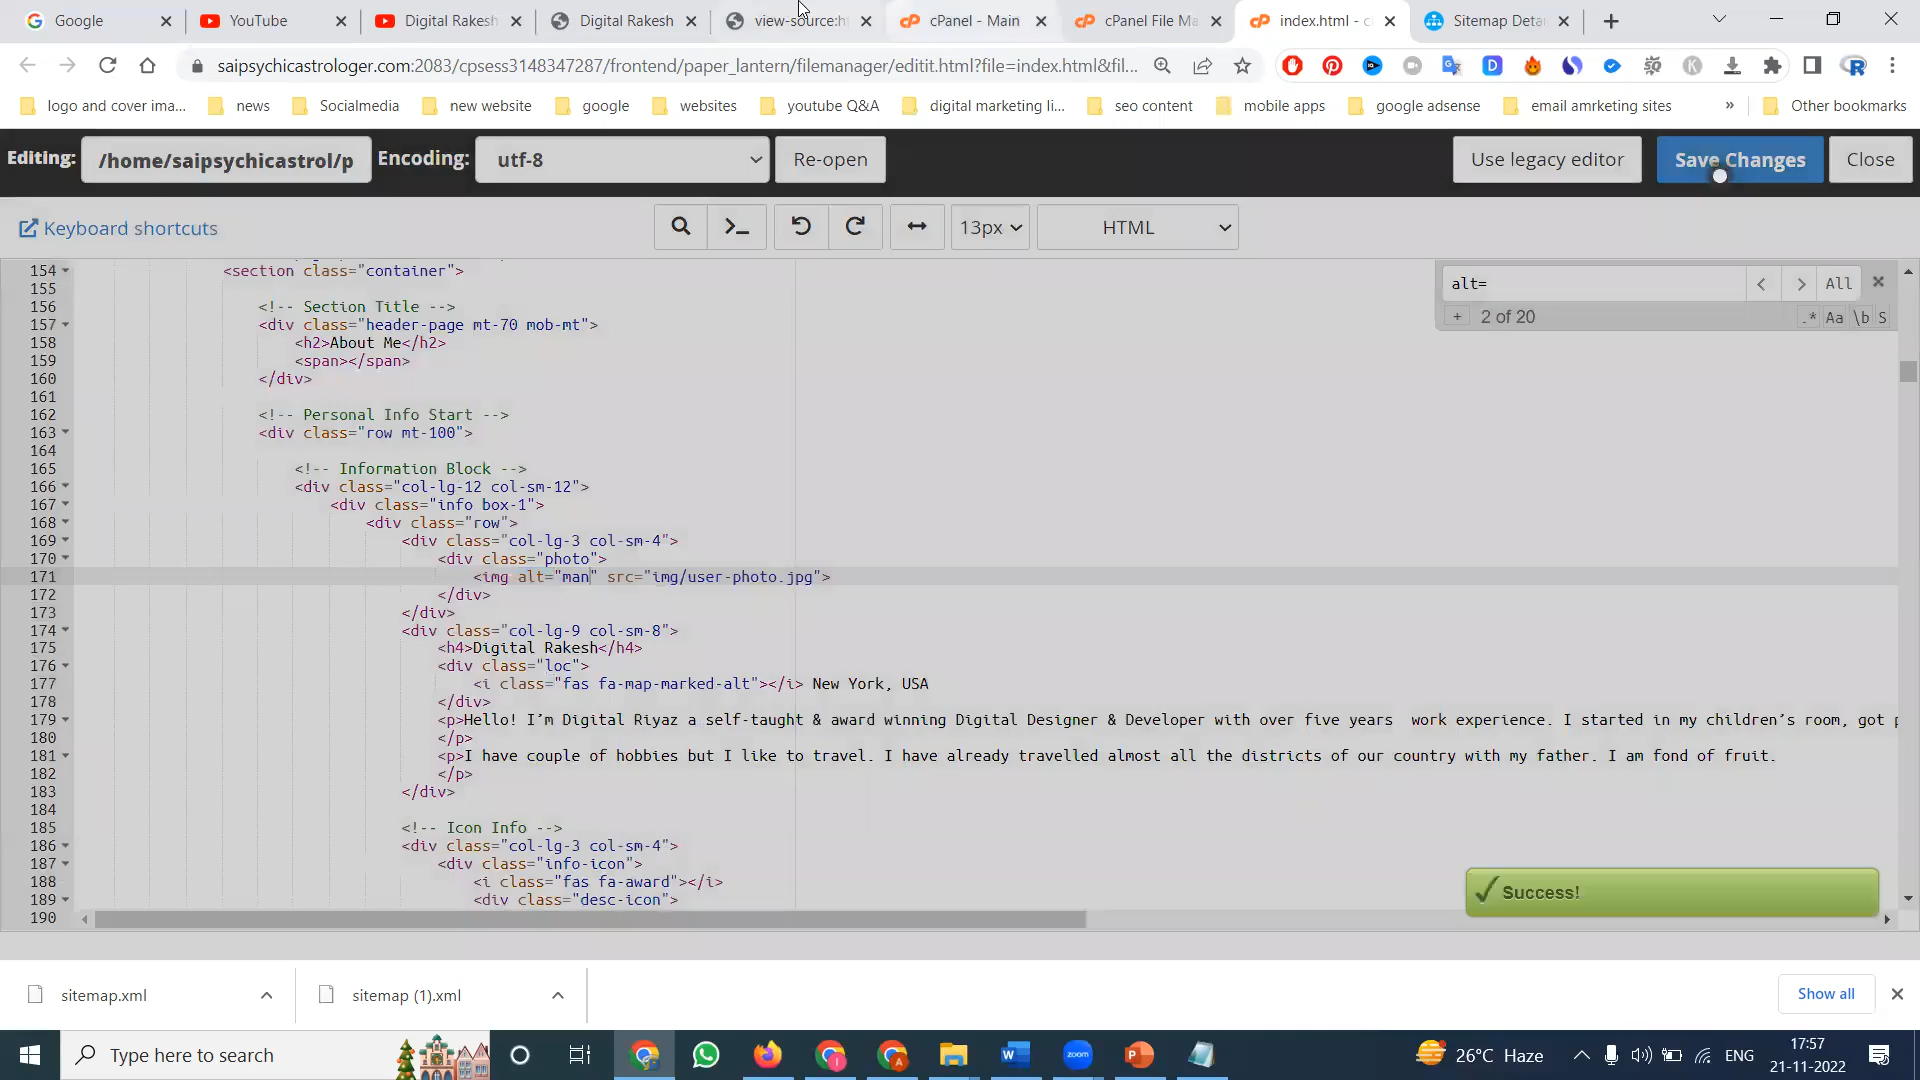 Google
YouTube
Digital Rakesh
Digital Rakesh
view-source:h
cPanel - Main
cPanel File Ma
index.html - c
Sitemap Deta
saipsychicastrologer.com:2083/cpsess3148347287/frontend/paper_lantern/filemanager/editit.html?file=index.html&fil...
logo and cover ima...
news
Socialmedia
new website
google
websites
youtube Q&A
digital marketing li...
seo content
mobile apps
google adsense
email amrketing sites
»
Other bookmarks
Editing: /home/saipsychicastrol/p Encoding: utf-8 Re-open Use legacy editor Save Changes Close
Keyboard shortcuts 13px HTML
alt= All
+ 2 of 20 .* Aa \b S
154 <section class="container">
155
156 <!-- Section Title -->
157 <div class="header-page mt-70 mob-mt">
158 <h2>About Me</h2>
159 <span></span>
160 </div>
161
162 <!-- Personal Info Start -->
163 <div class="row mt-100">
164
165 <!-- Information Block -->
166 <div class="col-lg-12 col-sm-12">
167 <div class="info box-1">
168 <div class="row">
169 <div class="col-lg-3 col-sm-4">
170 <div class="photo">
171 <img alt="man" src="img/user-photo.jpg">
172 </div>
173 </div>
174 <div class="col-lg-9 col-sm-8">
175 <h4>Digital Rakesh</h4>
176 <div class="loc">
177 <i class="fas fa-map-marked-alt"></i> New York, USA
178 </div>
179 <p>Hello! I’m Digital Riyaz a self-taught & award winning Digital Designer & Developer with over five years  work experience. I started in my children’s room, got p
180 </p>
181 <p>I have couple of hobbies but I like to travel. I have already travelled almost all the districts of our country with my father. I am fond of fruit.
182 </p>
183 </div>
184
185 <!-- Icon Info -->
186 <div class="col-lg-3 col-sm-4">
187 <div class="info-icon">
188 <i class="fas fa-award"></i>
189 <div class="desc-icon">
190
Success!
sitemap.xml
sitemap (1).xml
Show all
Type here to search
zoom
26°C Haze
ENG
17:57
21-11-2022